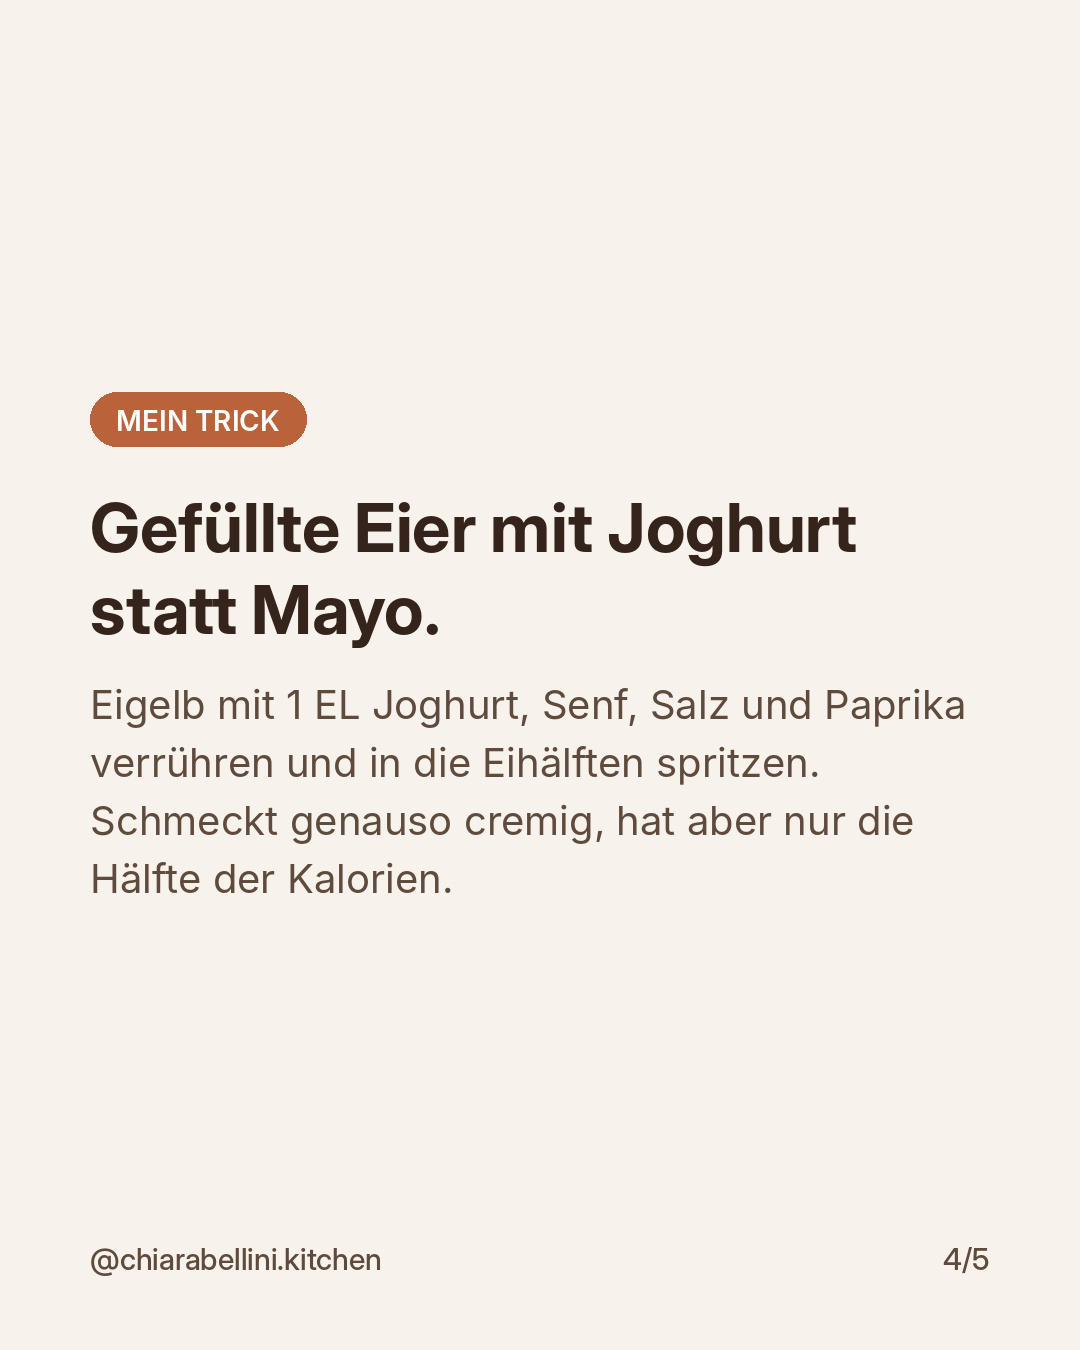 MEIN TRICK
Gefüllte Eier mit Joghurt
statt Mayo.
Eigelb mit 1 EL Joghurt, Senf, Salz und Paprika
verrühren und in die Eihälften spritzen.
Schmeckt genauso cremig, hat aber nur die
Hälfte der Kalorien.
@chiarabellini.kitchen
4/5